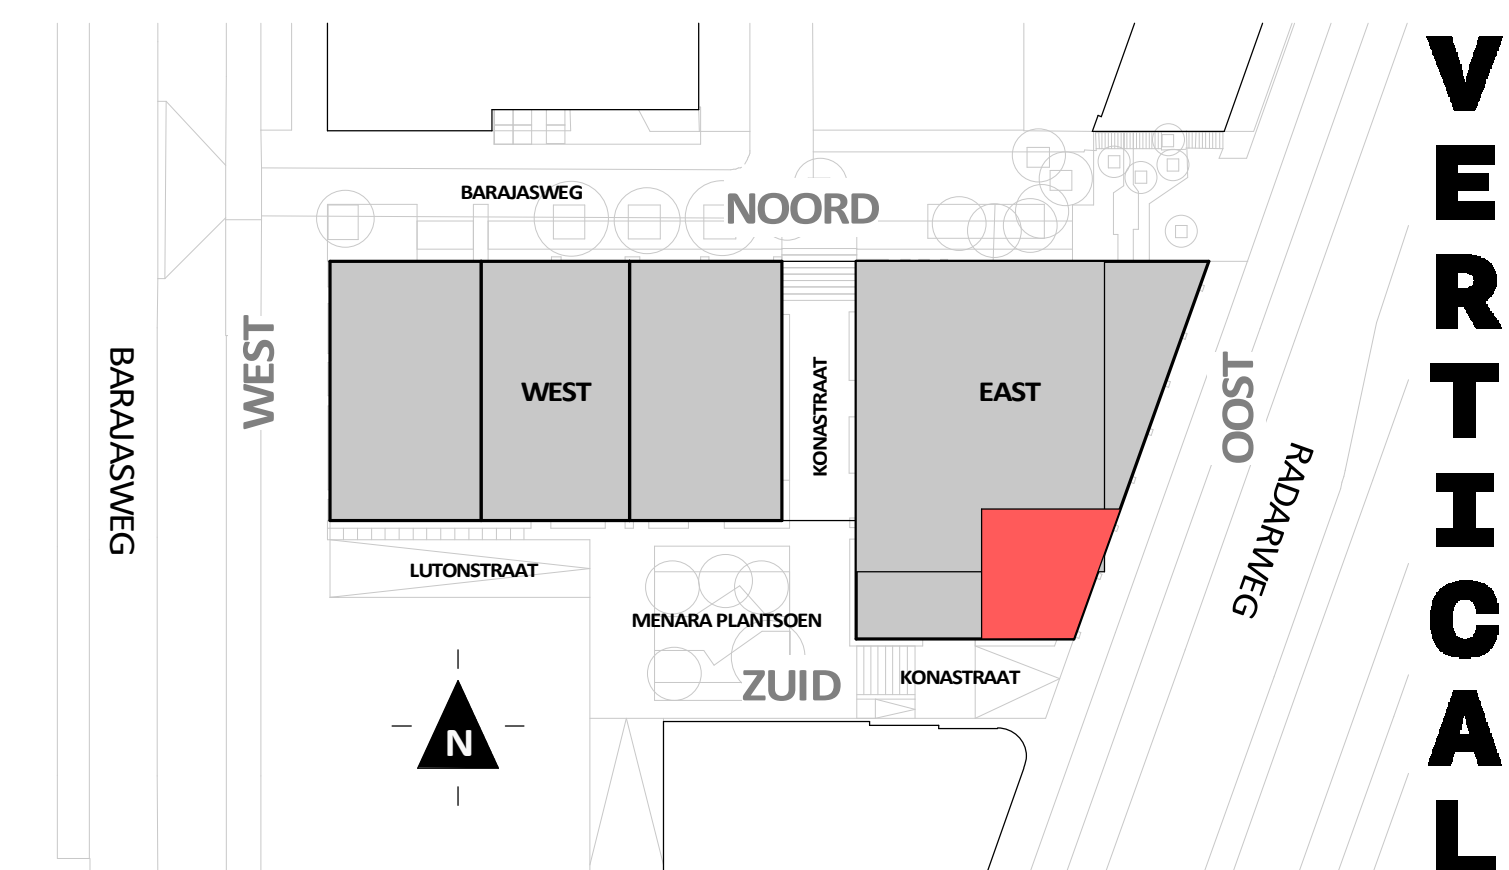 BARAJASWEG
NOORD
WEST
BARAJASWEG
WEST
KONASTRAAT
EAST
OOST
RADARWEG
LUTONSTRAAT
MENARA PLANTSOEN
ZUID
KONASTRAAT
N
VERTICAL